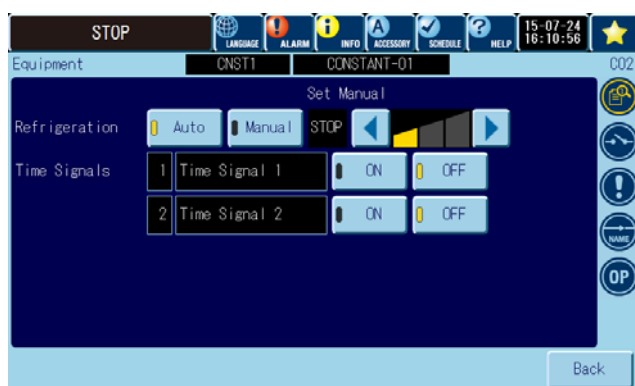 STOP LANGUAGE ALARM INFO ACCESSORY SCHEDULE HELP 15-07-24
16:10:56
Equipment CNST1 CONSTANT-01 CO2
Set Manual
Refrigeration Auto Manual STOP
Time Signals 1 Time Signal 1 ON OFF
2 Time Signal 2 ON OFF
NAME
OP
Back